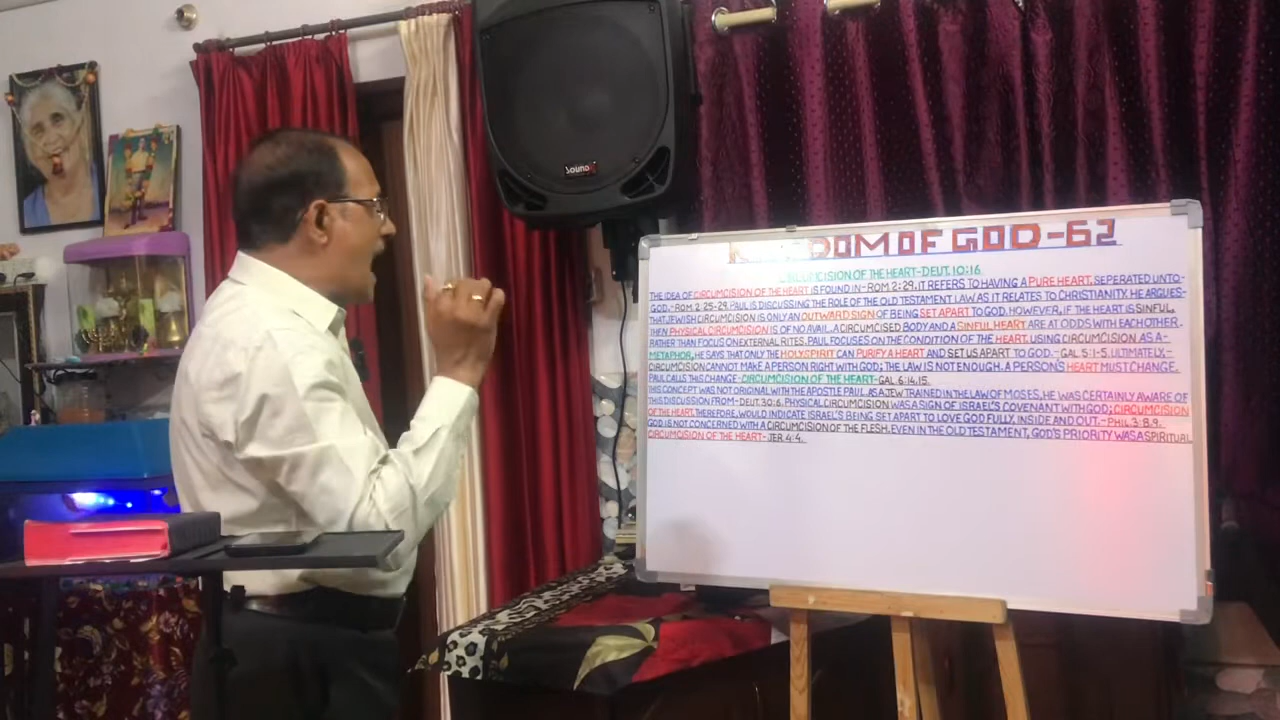 Sound
KINGDOM OF GOD-62
CIRCUMCISION OF THE HEART-DEUT.10:16
THE IDEA OF CIRCUMCISION OF THE HEART IS FOUND IN-ROM 2:29. IT REFERS TO HAVING A PURE HEART, SEPERATED UNTO-
GOD.-ROM 2:25-29. PAUL IS DISCUSSING THE ROLE OF THE OLD TESTAMENT LAW AS IT RELATES TO CHRISTIANITY. HE ARGUES-
THAT JEWISH CIRCUMCISION IS ONLY AN OUTWARD SIGN OF BEING SET APART TO GOD. HOWEVER, IF THE HEART IS SINFUL,
THEN PHYSICAL CIRCUMCISION IS OF NO AVAIL. A CIRCUMCISED BODY AND A SINFUL HEART ARE AT ODDS WITH EACH OTHER.
RATHER THAN FOCUS ON EXTERNAL RITES, PAUL FOCUSES ON THE CONDITION OF THE HEART. USING CIRCUMCISION AS A-
METAPHOR, HE SAYS THAT ONLY THE HOLY SPIRIT CAN PURIFY A HEART AND SET US APART TO GOD.-GAL 5:1-5. ULTIMATELY,-
CIRCUMCISION CANNOT MAKE A PERSON RIGHT WITH GOD; THE LAW IS NOT ENOUGH. A PERSON'S HEART MUST CHANGE.
PAUL CALLS THIS CHANGE-CIRCUMCISION OF THE HEART-GAL.6:14,15.
THIS CONCEPT WAS NOT ORIGINAL WITH THE APOSTLE PAUL. AS A JEW TRAINED IN THE LAW OF MOSES, HE WAS CERTAINLY AWARE OF
THIS DISCUSSION FROM-DEUT.30:6. PHYSICAL CIRCUMCISION WAS A SIGN OF ISRAEL'S COVENANT WITH GOD; CIRCUMCISION
OF THE HEART, THEREFORE, WOULD INDICATE ISRAEL'S BEING SET APART TO LOVE GOD FULLY, INSIDE AND OUT.-PHIL 3:8,9.
GOD IS NOT CONCERNED WITH A CIRCUMCISION OF THE FLESH. EVEN IN THE OLD TESTAMENT, GOD'S PRIORITY WAS A SPIRITUAL
CIRCUMCISION OF THE HEART-JER.4:4.